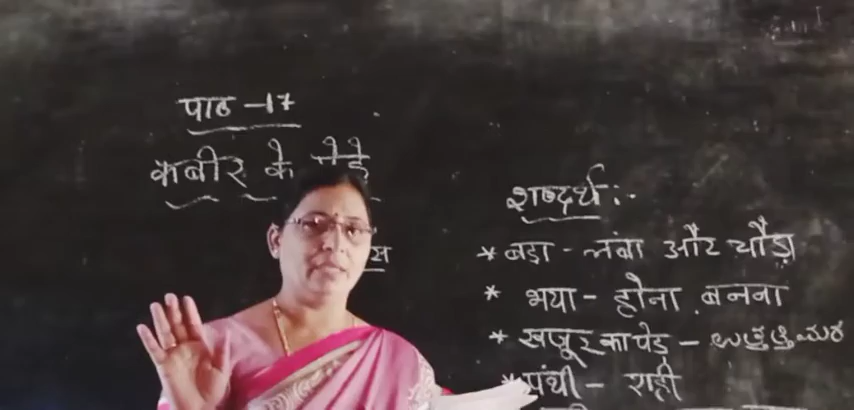 पाठ -17
कबीर के दोहे
शब्दार्थ :-
* बड़ा - लंबा और चौड़ा
* भया - होना, बनना
* खजूर का पेड़ -
* पंथी - राही